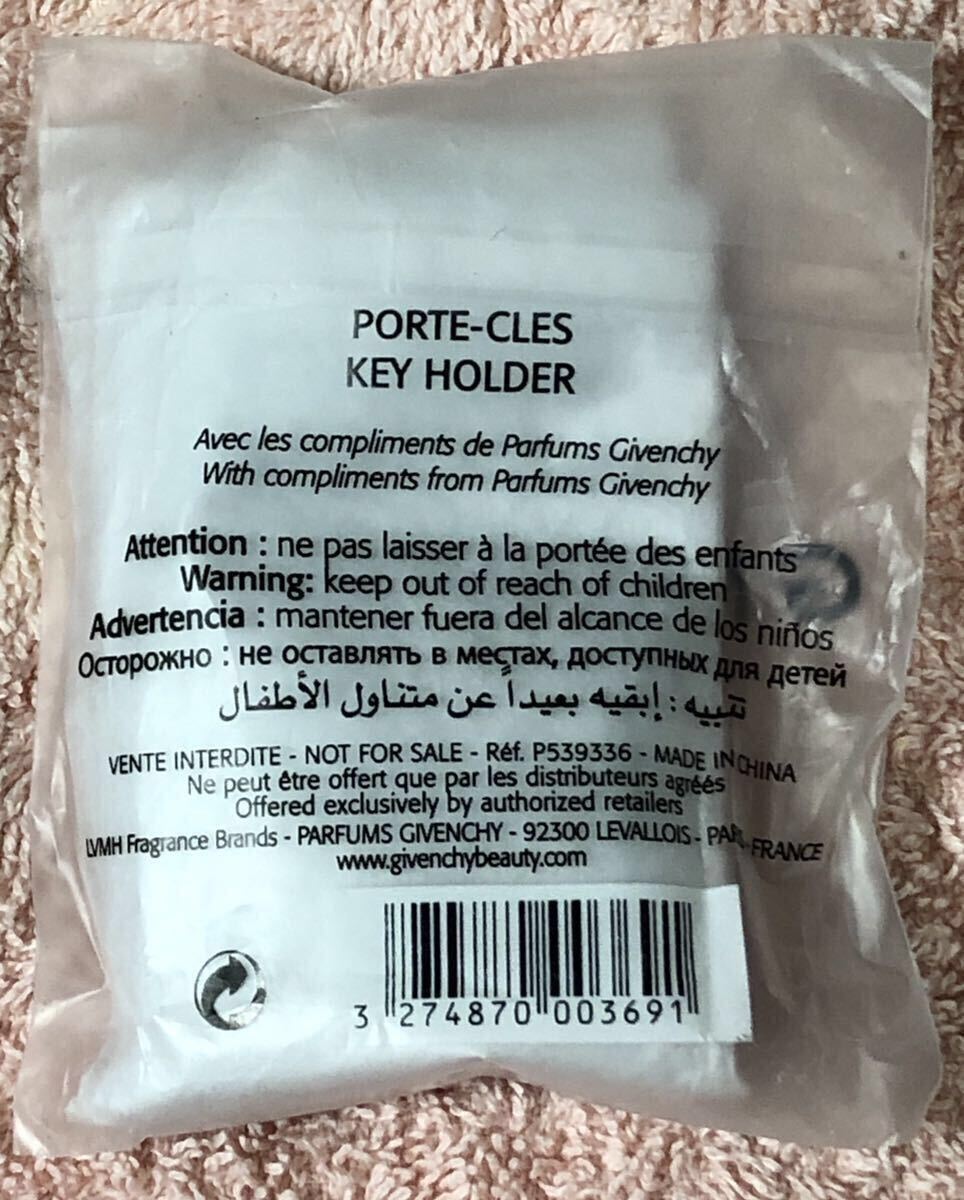 PORTE-CLES
KEY HOLDER
Avec les compliments de Parfums Givenchy
With compliments from Parfums Givenchy
Attention : ne pas laisser à la portée des enfants
Warning: keep out of reach of children
Advertencia : mantener fuera del alcance de los niños
Осторожно : не оставлять в местах, доступных для детей
تنبيه : إبقيه بعيداً عن متناول الأطفال
VENTE INTERDITE - NOT FOR SALE - Réf. P539336 - MADE IN CHINA
Ne peut être offert que par les distributeurs agréés
Offered exclusively by authorized retailers
LVMH Fragrance Brands - PARFUMS GIVENCHY - 92300 LEVALLOIS - FRANCE
www.givenchybeauty.com
3 274870 003691